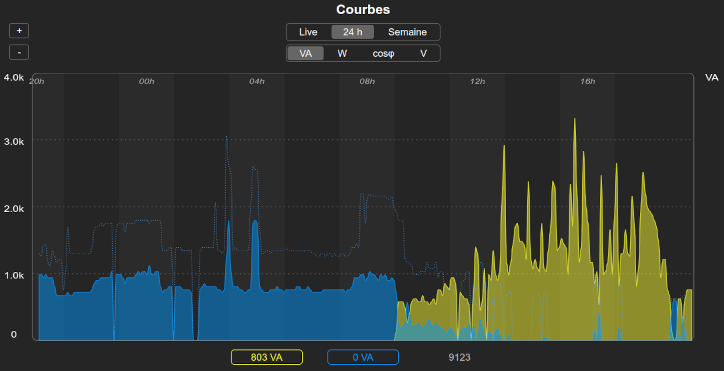 Courbes
+
Live 24 h Semaine
-
VA W cosφ V
4.0k VA
20h 00h 04h 08h 12h 16h
3.0k
2.0k
1.0k
0
803 VA 0 VA 9123